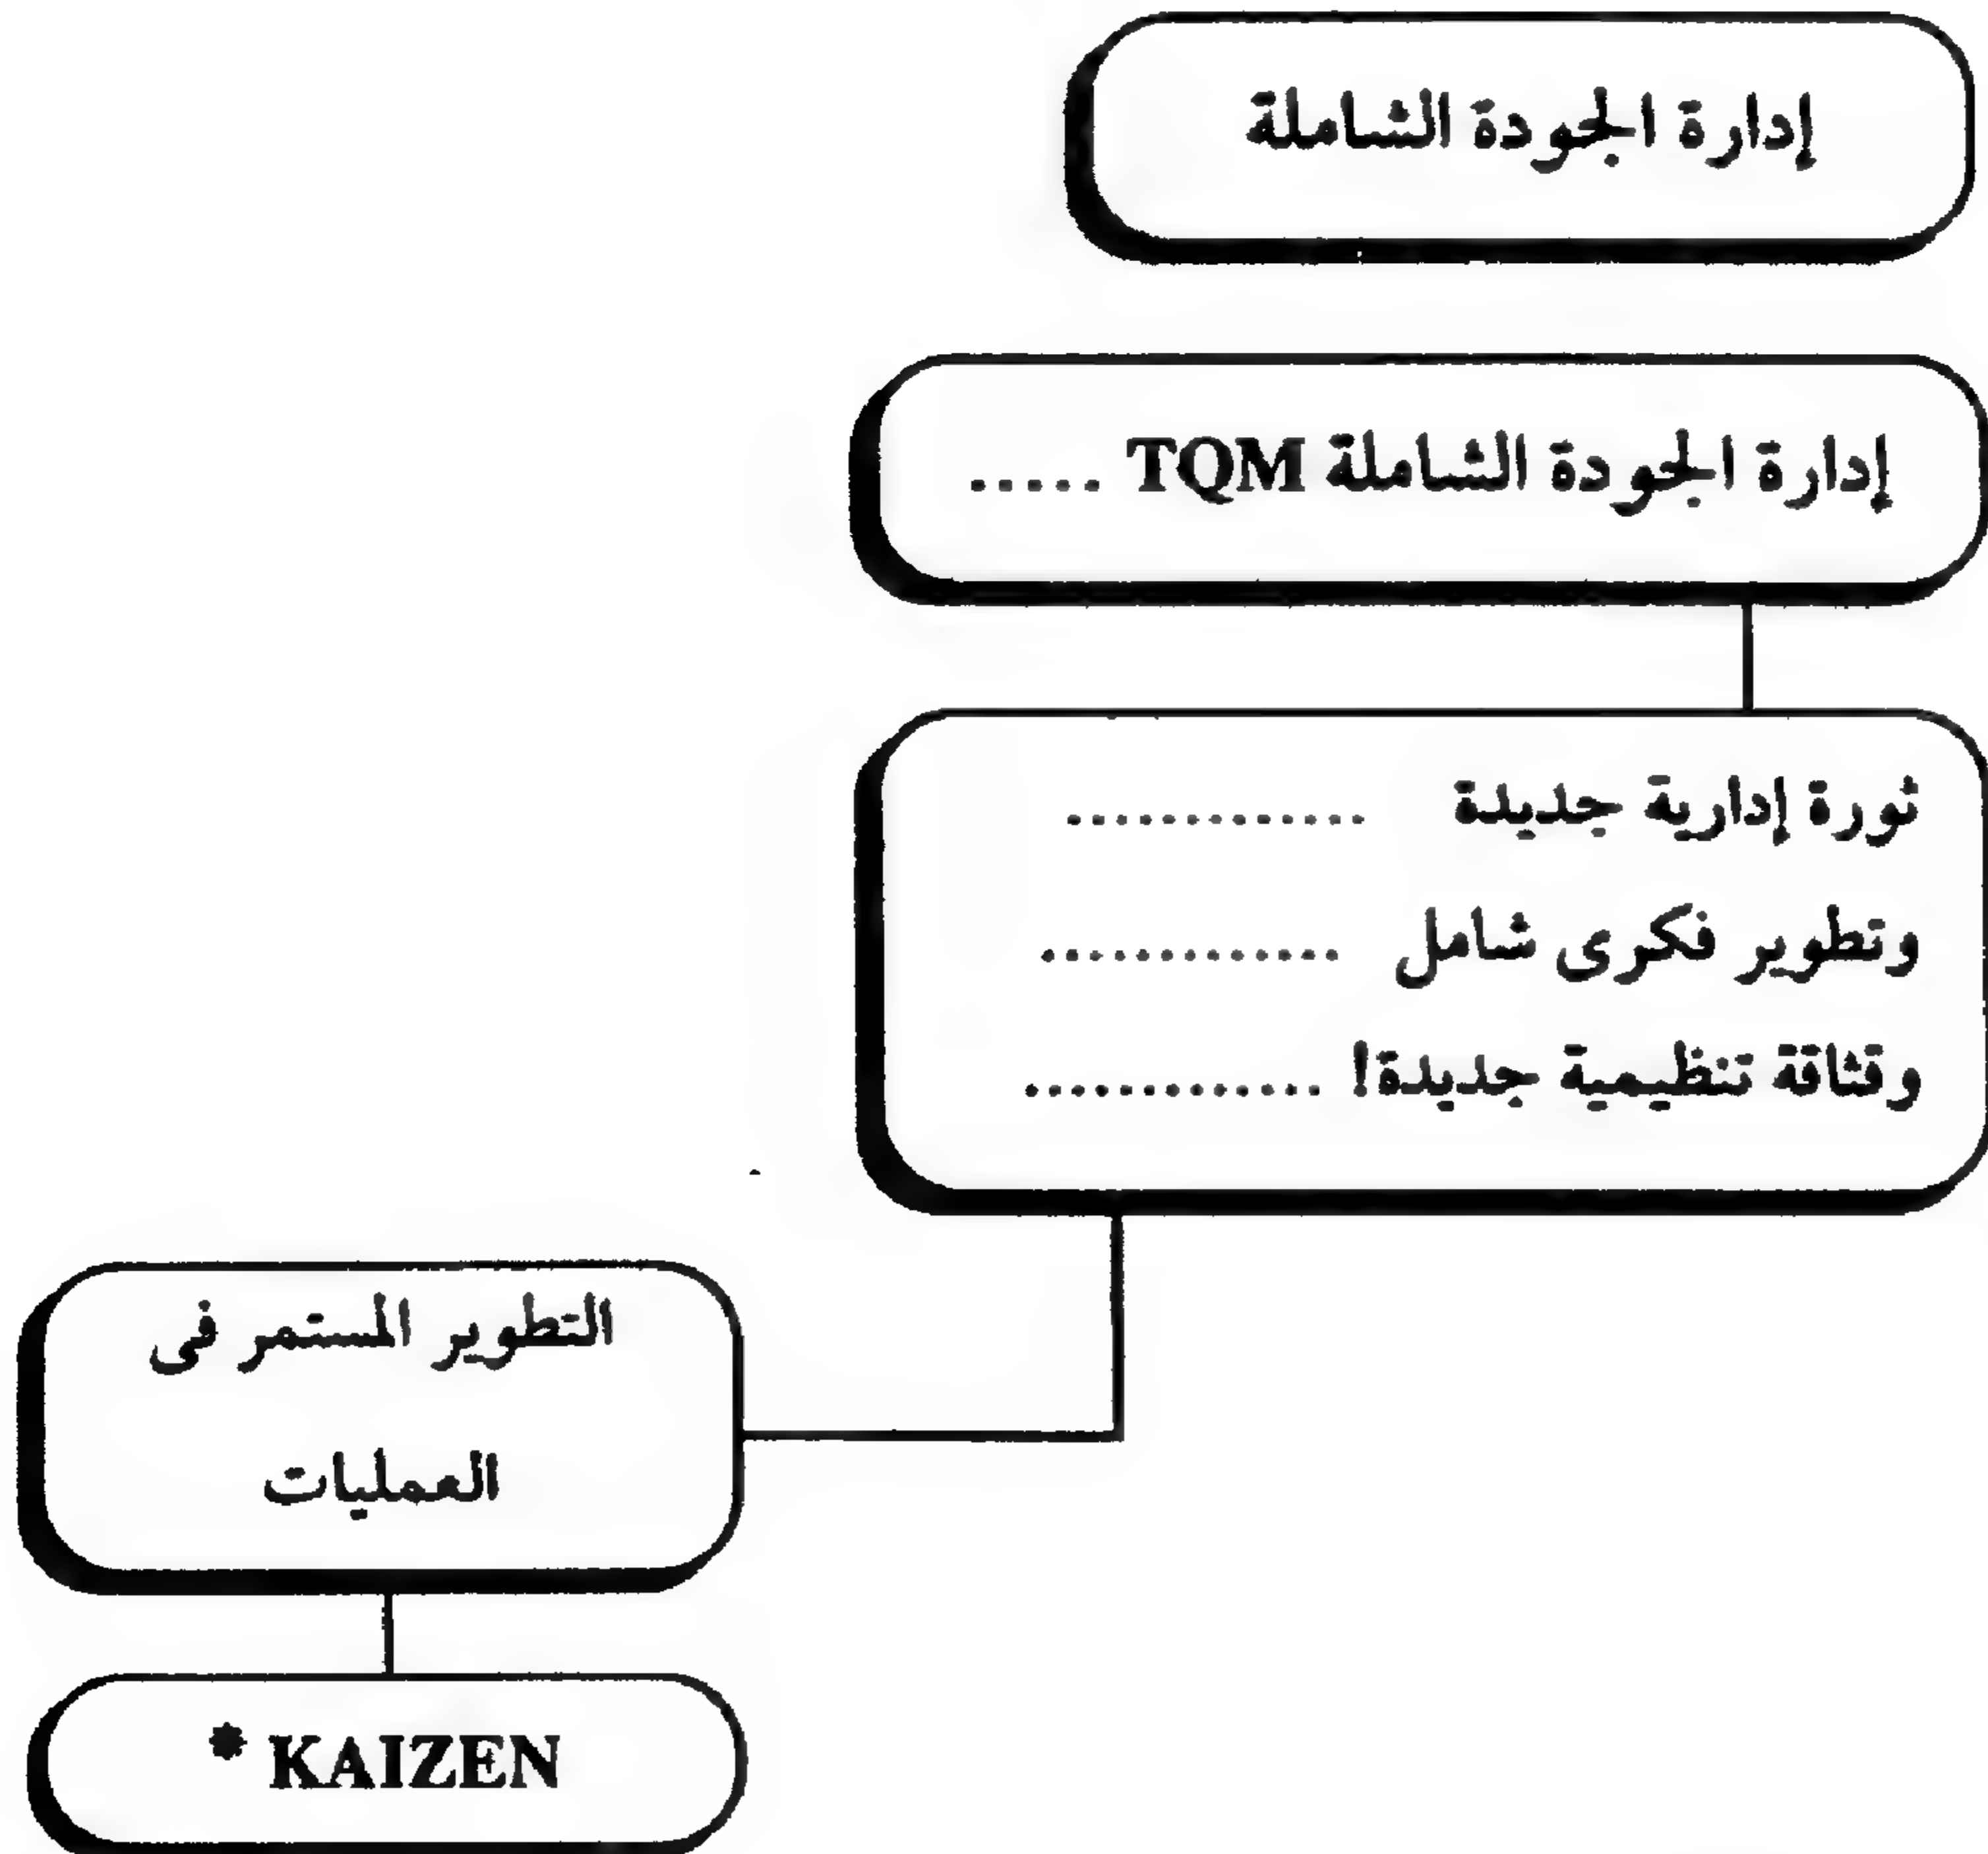 إدارة الجودة الشاملة
إدارة الجودة الشاملة TQM .....
ثورة إدارية جديدة .............
وتطوير فكرى شامل .............
وقثاقة تنظيمية جديدة! .............
التطوير المستمر فى
العمليات
KAIZEN *